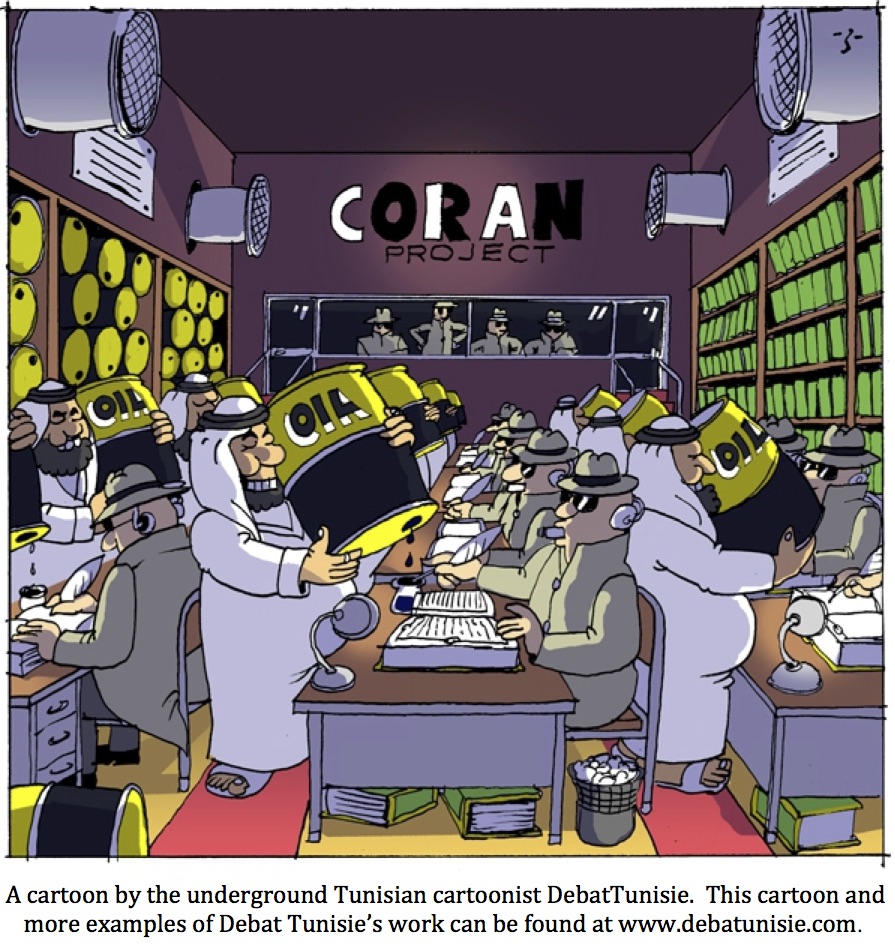 CORAN
PROJECT
OIL
OIL
OIL
A cartoon by the underground Tunisian cartoonist DebatTunisie.  This cartoon and
more examples of Debat Tunisie’s work can be found at www.debatunisie.com.